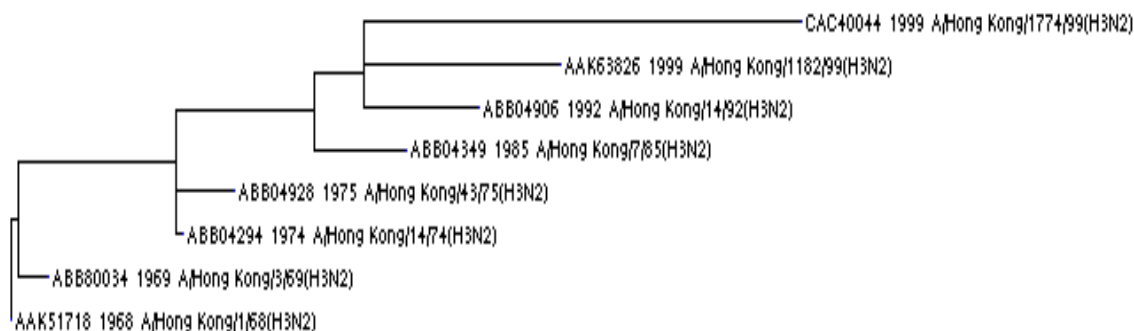 CAC40044 1999 A/Hong Kong/1774/99(H3N2)
AAK63826 1999 A/Hong Kong/1182/99(H3N2)
ABB04906 1992 A/Hong Kong/14/92(H3N2)
ABB04349 1985 A/Hong Kong/7/85(H3N2)
ABB04928 1975 A/Hong Kong/43/75(H3N2)
ABB04294 1974 A/Hong Kong/14/74(H3N2)
ABB80034 1969 A/Hong Kong/3/69(H3N2)
AAK51718 1968 A/Hong Kong/1/68(H3N2)